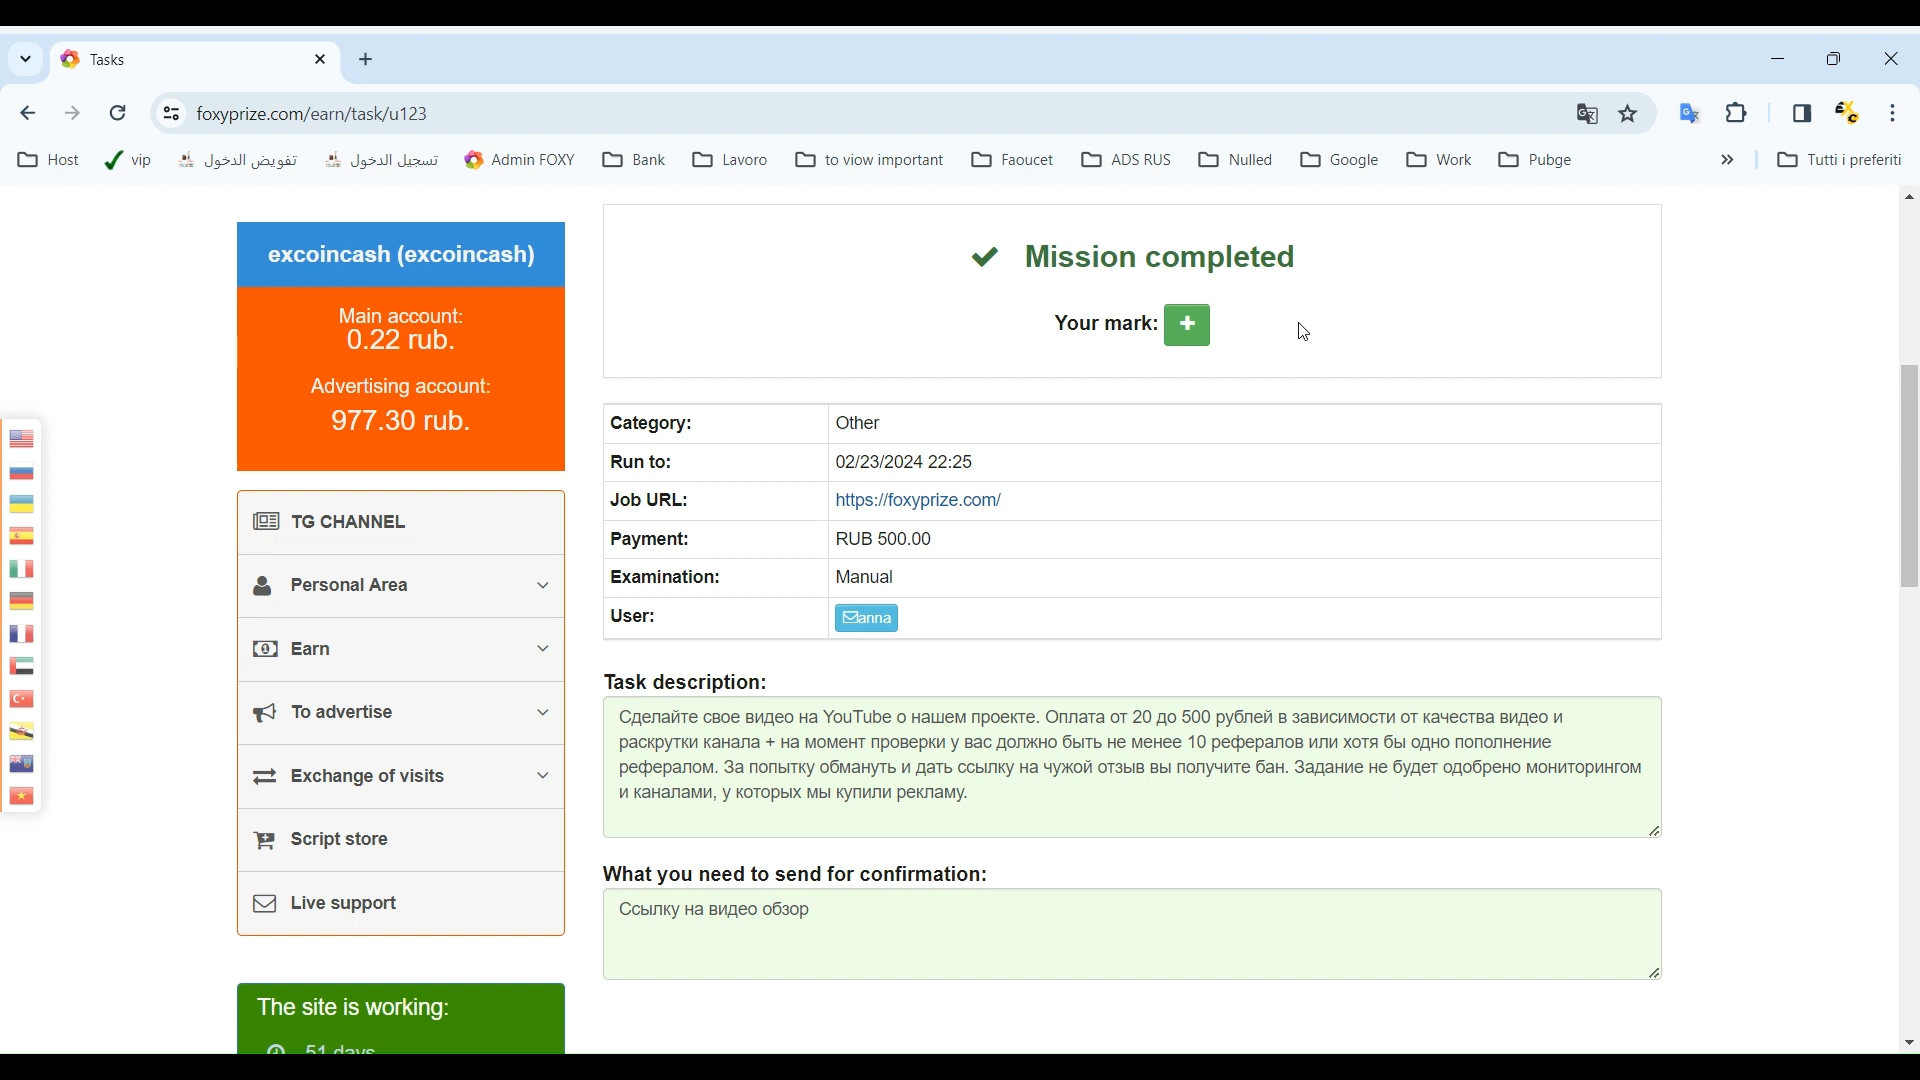 Tasks
foxyprize.com/earn/task/u123
Host
vip
تفويض الدخول
تسجيل الدخول
Admin FOXY
Bank
Lavoro
to viow important
Faoucet
ADS RUS
Nulled
Google
Work
Pubge
Tutti i preferiti
excoincash (excoincash)
Main account:
0.22 rub.
Advertising account:
977.30 rub.
TG CHANNEL
Personal Area
Earn
To advertise
Exchange of visits
Script store
Live support
The site is working:
51 days
Mission completed
Your mark:
Category: Other
Run to: 02/23/2024 22:25
Job URL: https://foxyprize.com/
Payment: RUB 500.00
Examination: Manual
User: anna
Task description:
Сделайте свое видео на YouTube о нашем проекте. Оплата от 20 до 500 рублей в зависимости от качества видео и
раскрутки канала + на момент проверки у вас должно быть не менее 10 рефералов или хотя бы одно пополнение
рефералом. За попытку обмануть и дать ссылку на чужой отзыв вы получите бан. Задание не будет одобрено мониторингом
и каналами, у которых мы купили рекламу.
What you need to send for confirmation:
Ссылку на видео обзор